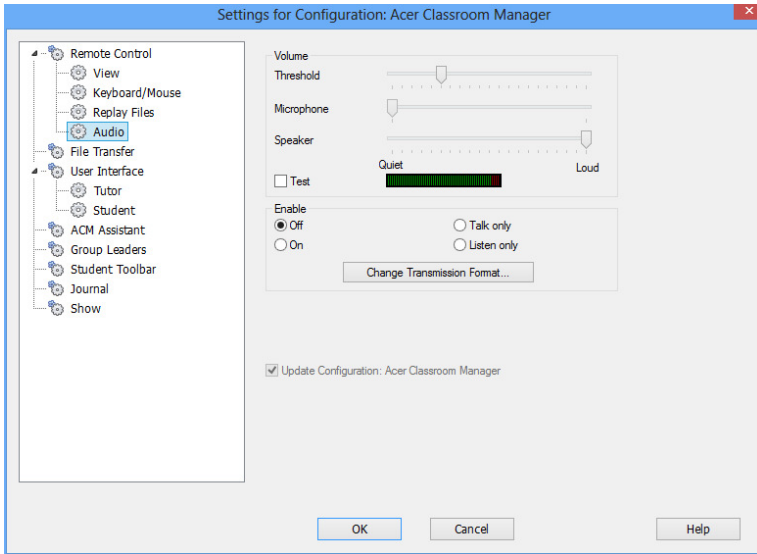 Settings for Configuration: Acer Classroom Manager
Remote Control
View
Keyboard/Mouse
Replay Files
Audio
File Transfer
User Interface
Tutor
Student
ACM Assistant
Group Leaders
Student Toolbar
Journal
Show
Volume
Threshold
Microphone
Speaker
Quiet Loud
Test
Enable
Off Talk only
On Listen only
Change Transmission Format...
Update Configuration: Acer Classroom Manager
OK Cancel Help